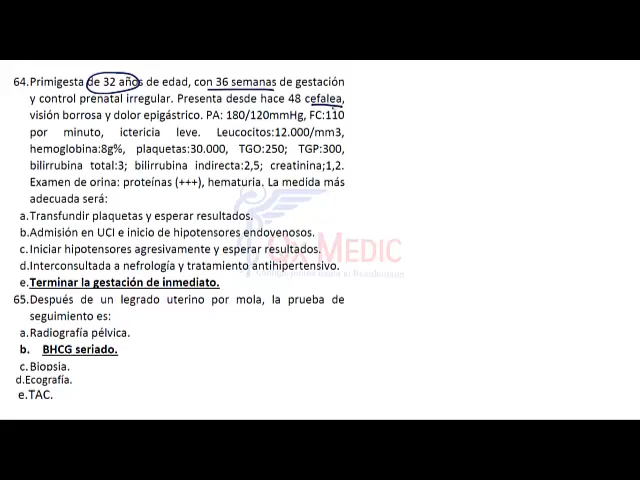 64.Primigesta de 32 años de edad, con 36 semanas de gestación
y control prenatal irregular. Presenta desde hace 48 cefalea,
visión borrosa y dolor epigástrico. PA: 180/120mmHg, FC:110
por minuto, ictericia leve. Leucocitos:12.000/mm3,
hemoglobina:8g%, plaquetas:30.000, TGO:250; TGP:300,
bilirrubina total:3; bilirrubina indirecta:2,5; creatinina;1,2.
Examen de orina: proteínas (+++), hematuria. La medida más
adecuada será:
a.Transfundir plaquetas y esperar resultados.
b.Admisión en UCI e inicio de hipotensores endovenosos.
c.Iniciar hipotensores agresivamente y esperar resultados.
d.Interconsultada a nefrología y tratamiento antihipertensivo.
e.Terminar la gestación de inmediato.
65.Después de un legrado uterino por mola, la prueba de
seguimiento es:
a.Radiografía pélvica.
b. BHCG seriado.
c.Biopsia.
d.Ecografía.
e.TAC.
Qx MEDIC